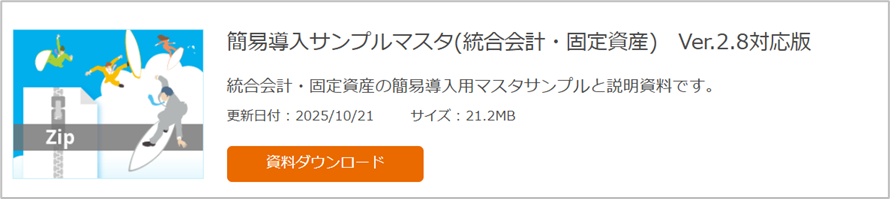 簡易導入サンプルマスタ(統合会計・固定資産)　Ver.2.8対応版
統合会計・固定資産の簡易導入用マスタサンプルと説明資料です。
更新日付：2025/10/21　　サイズ：21.2MB
Zip
資料ダウンロード